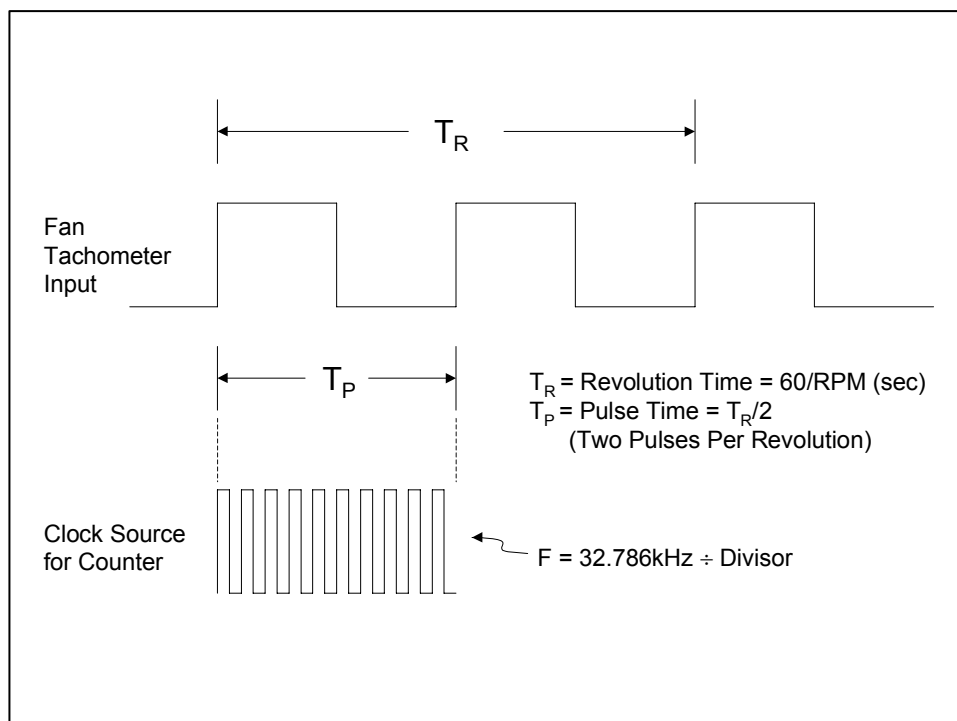 T_R
Fan
Tachometer
Input
T_P
T_R = Revolution Time = 60/RPM (sec)
T_P = Pulse Time = T_R/2
(Two Pulses Per Revolution)
Clock Source
for Counter
F = 32.786kHz ÷ Divisor